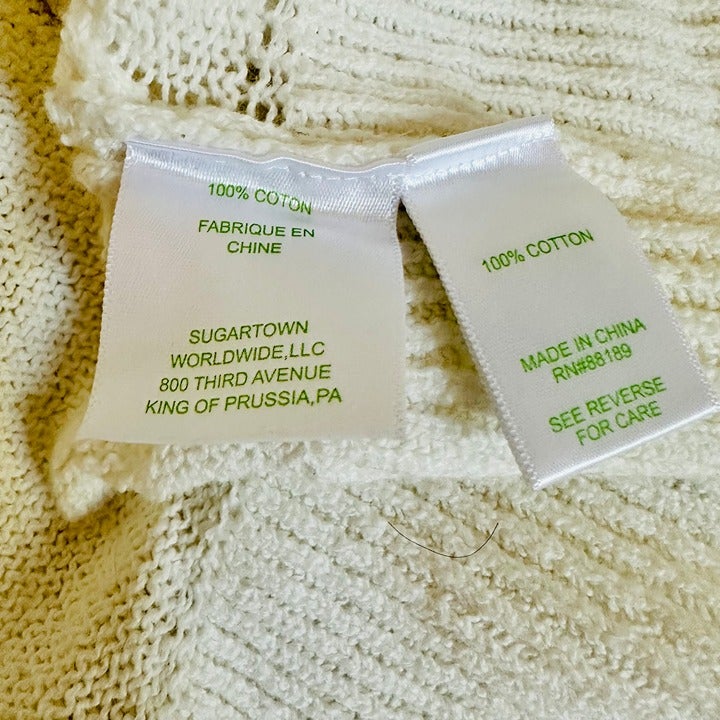 100% COTON
FABRIQUE EN
CHINE
SUGARTOWN
WORLDWIDE,LLC
800 THIRD AVENUE
KING OF PRUSSIA,PA
100% COTTON
MADE IN CHINA
RN#88189
SEE REVERSE
FOR CARE